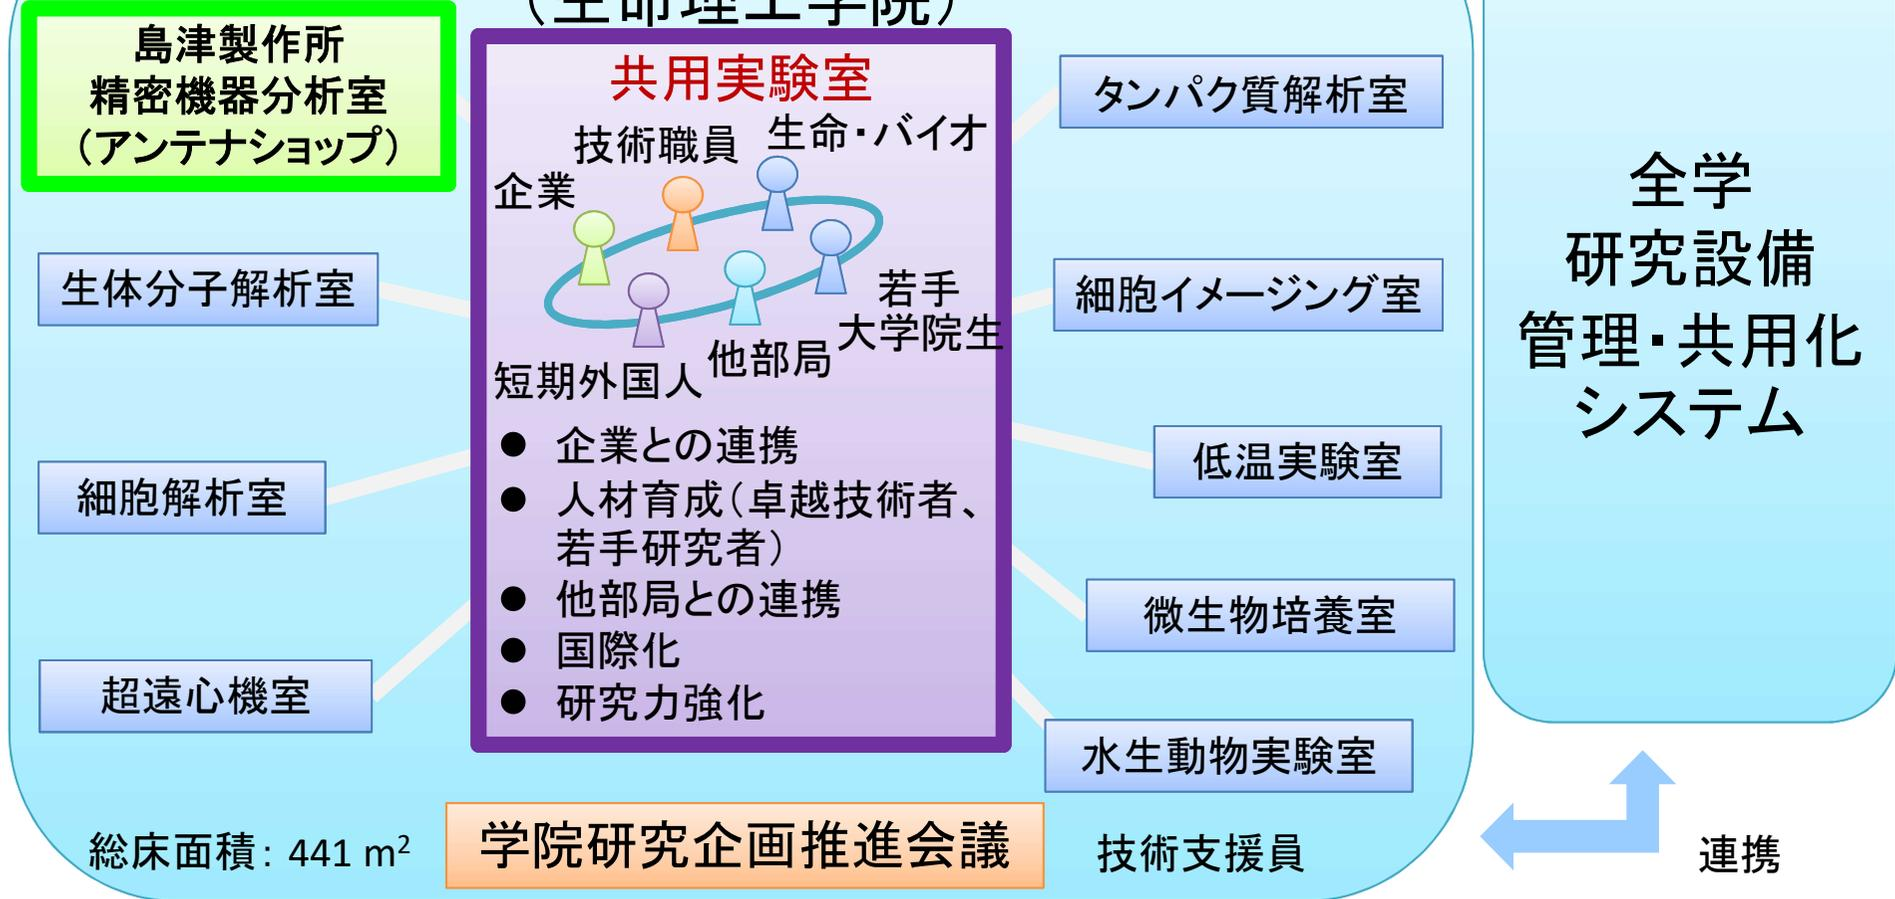 （生命理工学院）
島津製作所
精密機器分析室
（アンテナショップ）
生体分子解析室
細胞解析室
超遠心機室
共用実験室
技術職員
生命・バイオ
企業
若手
大学院生
他部局
短期外国人
● 企業との連携
● 人材育成（卓越技術者、
若手研究者）
● 他部局との連携
● 国際化
● 研究力強化
タンパク質解析室
細胞イメージング室
低温実験室
微生物培養室
水生動物実験室
総床面積： 441 m²
学院研究企画推進会議
技術支援員
全学
研究設備
管理・共用化
システム
連携